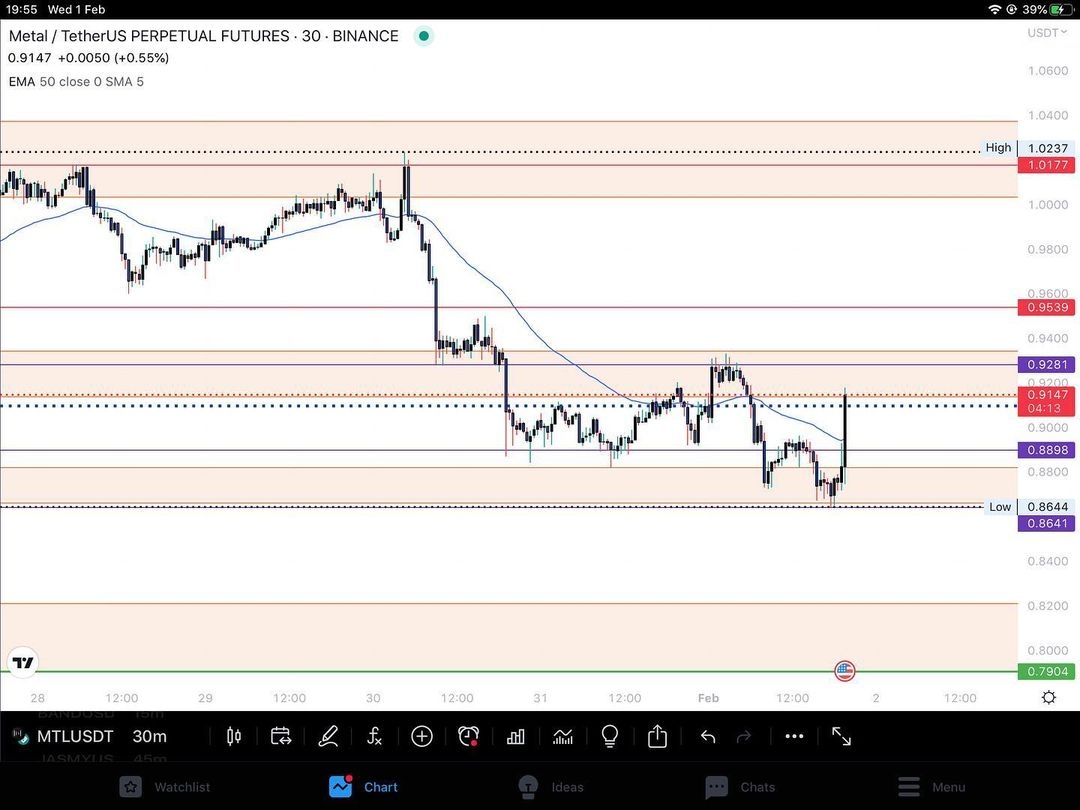 19:55 Wed 1 Feb 39%
Metal / TetherUS PERPETUAL FUTURES · 30 · BINANCE
USDT
0.9147 +0.0050 (+0.55%)
EMA 50 close 0 SMA 5
1.0600
1.0400
High 1.0237
1.0177
1.0000
0.9800
0.9600
0.9539
0.9400
0.9281
0.9200
0.9147
04:13
0.9000
0.8898
0.8800
Low 0.8644
0.8641
0.8400
0.8200
0.8000
0.7904
28 12:00 29 12:00 30 12:00 31 12:00 Feb 12:00 2 12:00
BANDUSD 15m
MTLUSDT 30m
JASMYUS 45m
Watchlist Chart Ideas Chats Menu